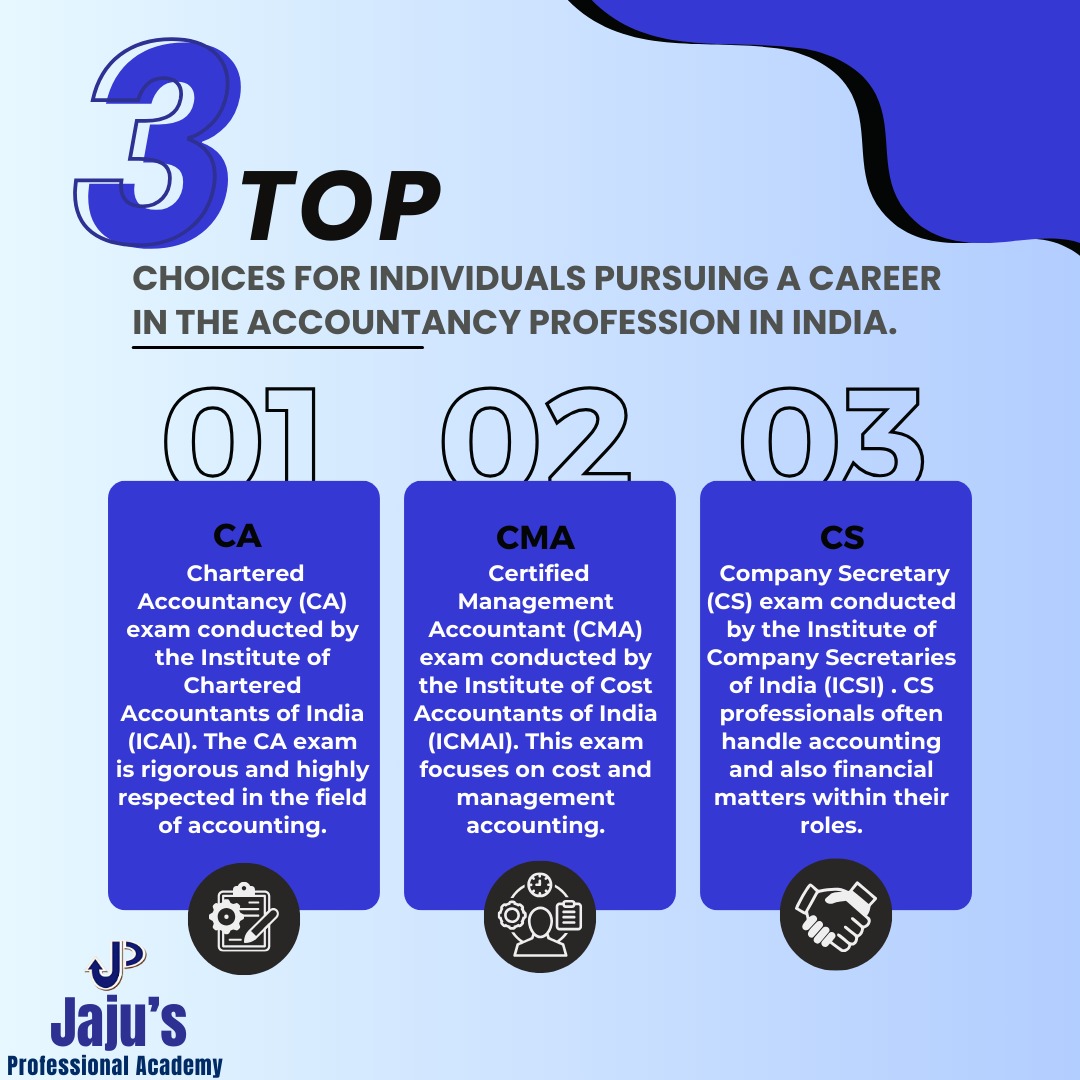 3 TOP
CHOICES FOR INDIVIDUALS PURSUING A CAREER
IN THE ACCOUNTANCY PROFESSION IN INDIA.
01
CA
Chartered
Accountancy (CA)
exam conducted by
the Institute of
Chartered
Accountants of India
(ICAI). The CA exam
is rigorous and highly
respected in the field
of accounting.
02
CMA
Certified
Management
Accountant (CMA)
exam conducted by
the Institute of Cost
Accountants of India
(ICMAI). This exam
focuses on cost and
management
accounting.
03
CS
Company Secretary
(CS) exam conducted
by the Institute of
Company Secretaries
of India (ICSI) . CS
professionals often
handle accounting
and also financial
matters within their
roles.
JP
Jaju's
Professional Academy